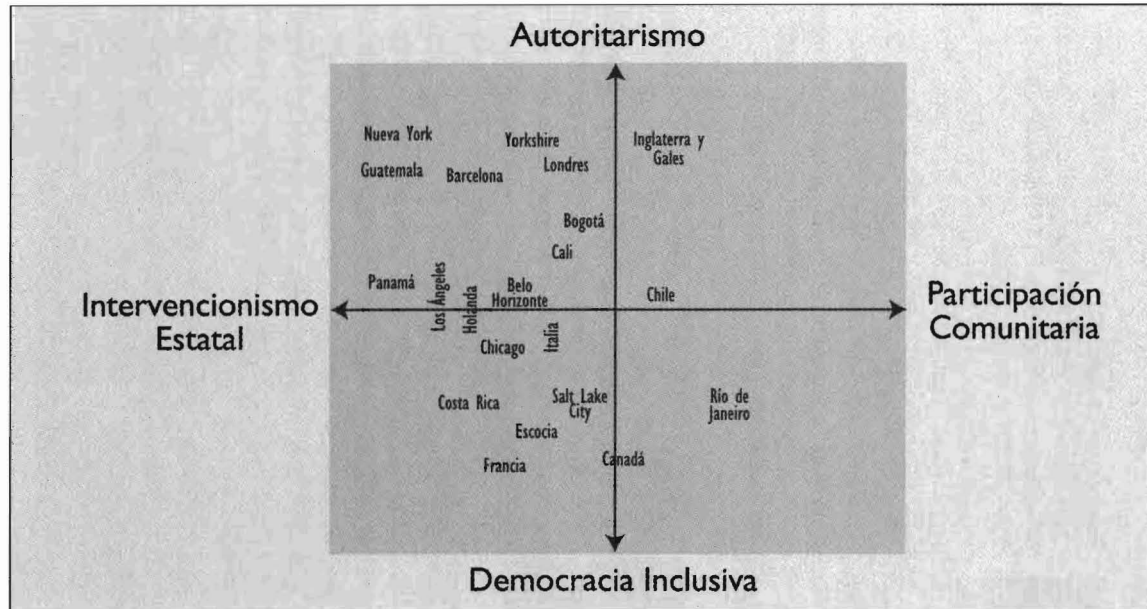 Autoritarismo
Nueva York
Yorkshire
Inglaterra y
Gales
Guatemala
Barcelona
Londres
Bogotá
Cali
Panamá
Los Ángeles
Holanda
Belo
Horizonte
Chile
Intervencionismo
Estatal
Participación
Comunitaria
Chicago
Italia
Costa Rica
Salt Lake
City
Río de
Janeiro
Escocia
Francia
Canadá
Democracia Inclusiva